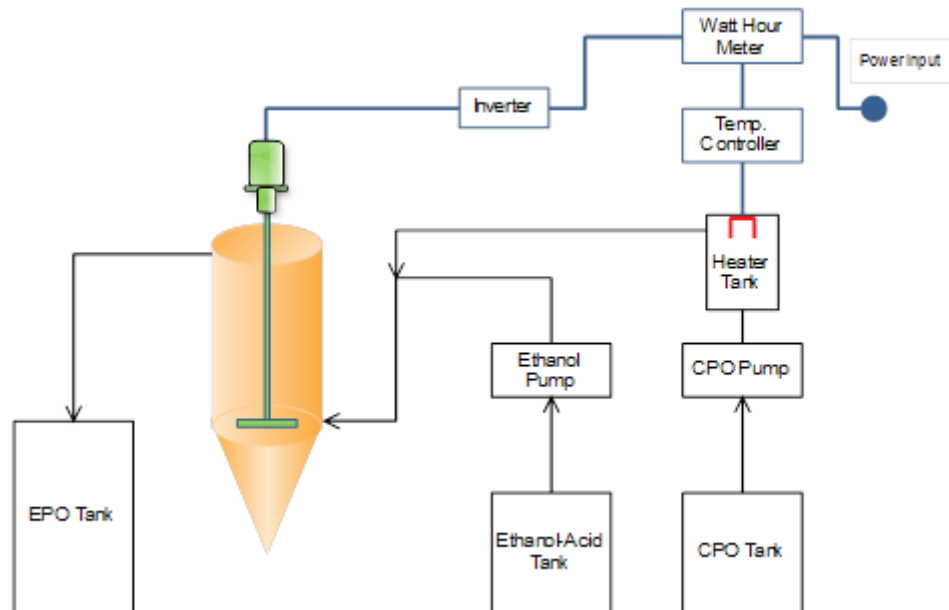 Watt Hour
Meter
Power Input
Inverter
Temp.
Controller
Heater
Tank
Ethanol
Pump
CPO Pump
EPO Tank
Ethanol-Acid
Tank
CPO Tank